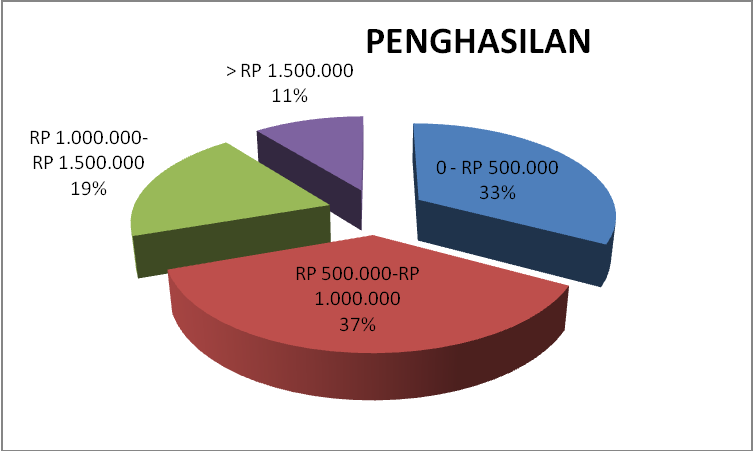 PENGHASILAN
> RP 1.500.000
11%
RP 1.000.000-
RP 1.500.000
19%
0 - RP 500.000
33%
RP 500.000-RP
1.000.000
37%